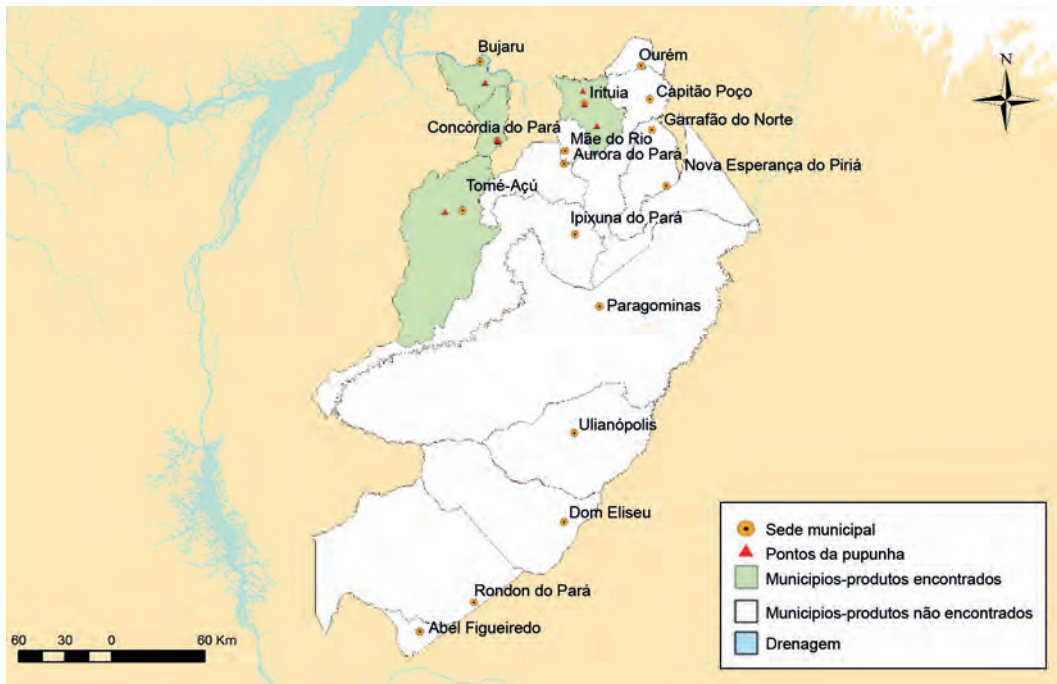 Bujaru
Ourém
N
Irituia
Capitão Poço
Garrafão do Norte
Concórdia do Pará
Mãe do Rio
Aurora do Pará
Nova Esperança do Piriá
Tomé-Açú
Ipixuna do Pará
Paragominas
Ulianópolis
Dom Eliseu
Rondon do Pará
Abél Figueiredo
60 30 0 60 Km
Sede municipal
Pontos da pupunha
Municipios-produtos encontrados
Municipios-produtos não encontrados
Drenagem